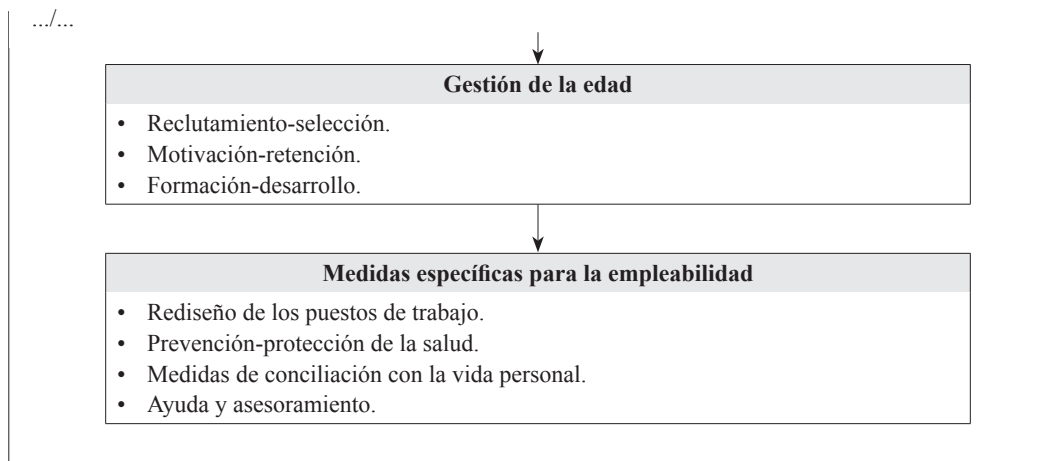 .../...
Gestión de la edad
• Reclutamiento-selección.
• Motivación-retención.
• Formación-desarrollo.
Medidas específicas para la empleabilidad
• Rediseño de los puestos de trabajo.
• Prevención-protección de la salud.
• Medidas de conciliación con la vida personal.
• Ayuda y asesoramiento.